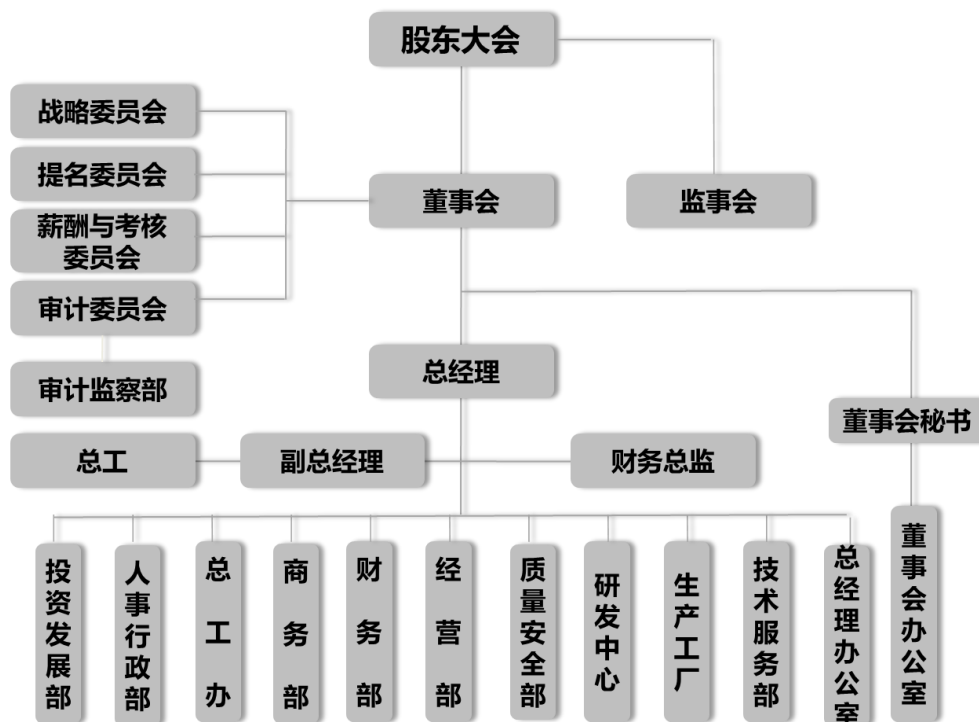 股东大会
战略委员会
提名委员会
董事会
监事会
薪酬与考核
委员会
审计委员会
总经理
审计监察部
董事会秘书
总工
副总经理
财务总监
投资发展部
人事行政部
总工办
商务部
财务部
经营部
质量安全部
研发中心
生产工厂
技术服务部
总经理办公室
董事会办公室